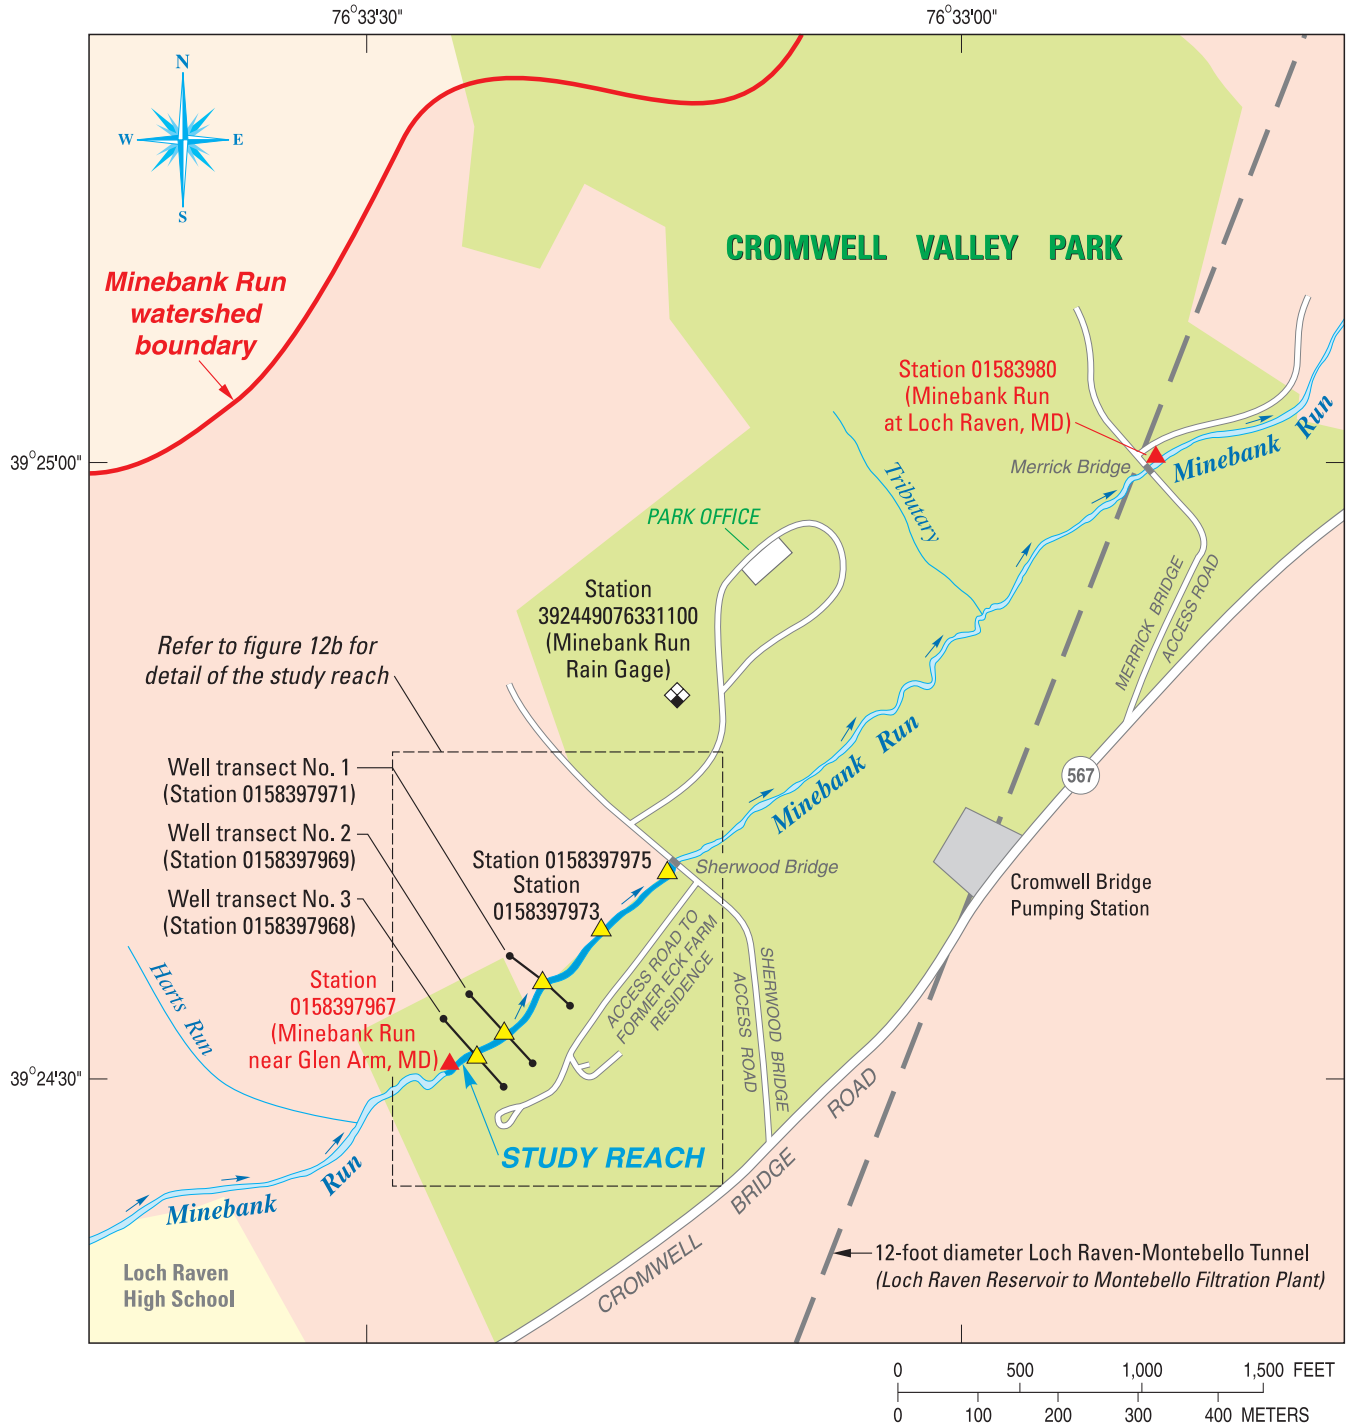 76°33'30"
76°33'00"
N
W
E
S
CROMWELL VALLEY PARK
Minebank Run
watershed
boundary
Station 01583980
(Minebank Run
at Loch Raven, MD)
Minebank Run
39°25'00"
Merrick Bridge
Tributary
PARK OFFICE
MERRICK BRIDGE
ACCESS ROAD
Station
392449076331100
(Minebank Run
Rain Gage)
Refer to figure 12b for
detail of the study reach
Minebank Run
567
Well transect No. 1
(Station 0158397971)
Well transect No. 2
(Station 0158397969)
Well transect No. 3
(Station 0158397968)
Station 0158397975
Station
0158397973
Sherwood Bridge
Cromwell Bridge
Pumping Station
ACCESS ROAD TO
FORMER ECK FARM
RESIDENCE
SHERWOOD BRIDGE
ACCESS ROAD
Harts Run
Station
0158397967
(Minebank Run
near Glen Arm, MD)
39°24'30"
STUDY REACH
CROMWELL BRIDGE ROAD
Minebank Run
Loch Raven
High School
12-foot diameter Loch Raven-Montebello Tunnel
(Loch Raven Reservoir to Montebello Filtration Plant)
0 500 1,000 1,500 FEET
0 100 200 300 400 METERS